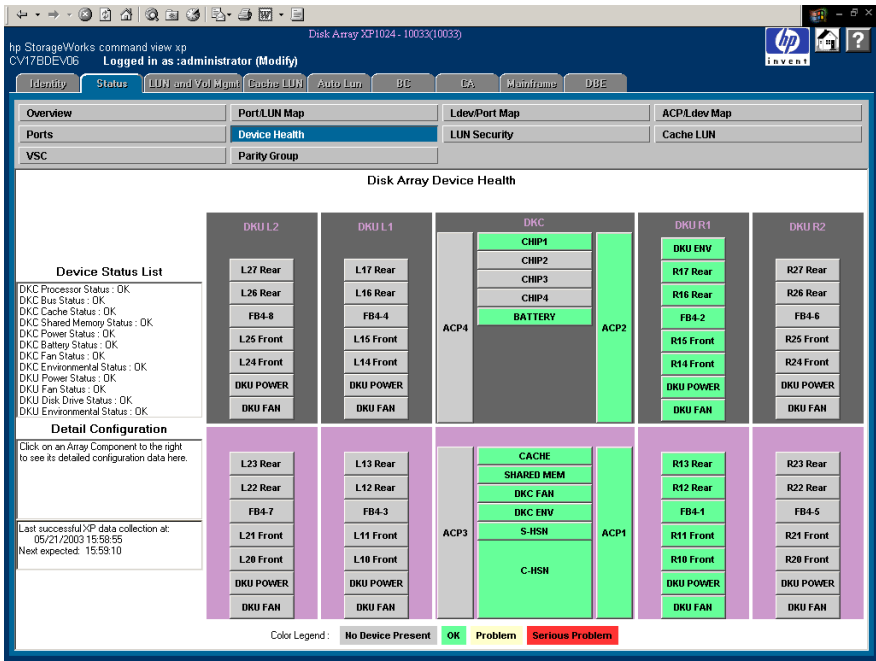 Disk Array XP1024 - 10033(10033)
hp StorageWorks command view xp
CV17BDEV06 Logged in as :administrator (Modify)
hp
invent
?
Identity Status LUN and Vol Mgmt Cache LUN Auto Lun BC CA Mainframe DBE
Overview Port/LUN Map Ldev/Port Map ACP/Ldev Map
Ports Device Health LUN Security Cache LUN
VSC Parity Group
Disk Array Device Health
Device Status List
DKC Processor Status : OK
DKC Bus Status : OK
DKC Cache Status : OK
DKC Shared Memory Status : OK
DKC Power Status : OK
DKC Battery Status : OK
DKC Fan Status : OK
DKC Environmental Status : OK
DKU Power Status : OK
DKU Fan Status : OK
DKU Disk Drive Status : OK
DKU Environmental Status : OK
Detail Configuration
Click on an Array Component to the right
to see its detailed configuration data here.
Last successful XP data collection at:
05/21/2003 15:58:55
Next expected: 15:59:10
DKU L2
L27 Rear
L26 Rear
FB4-8
L25 Front
L24 Front
DKU POWER
DKU FAN
L23 Rear
L22 Rear
FB4-7
L21 Front
L20 Front
DKU POWER
DKU FAN
DKU L1
L17 Rear
L16 Rear
FB4-4
L15 Front
L14 Front
DKU POWER
DKU FAN
L13 Rear
L12 Rear
FB4-3
L11 Front
L10 Front
DKU POWER
DKU FAN
DKC
ACP4
CHIP1
CHIP2
CHIP3
CHIP4
BATTERY
ACP2
ACP3
CACHE
SHARED MEM
DKC FAN
DKC ENV
S-HSN
C-HSN
ACP1
DKU R1
DKU ENV
R17 Rear
R16 Rear
FB4-2
R15 Front
R14 Front
DKU POWER
DKU FAN
R13 Rear
R12 Rear
FB4-1
R11 Front
R10 Front
DKU POWER
DKU FAN
DKU R2
R27 Rear
R26 Rear
FB4-6
R25 Front
R24 Front
DKU POWER
DKU FAN
R23 Rear
R22 Rear
FB4-5
R21 Front
R20 Front
DKU POWER
DKU FAN
Color Legend : No Device Present OK Problem Serious Problem